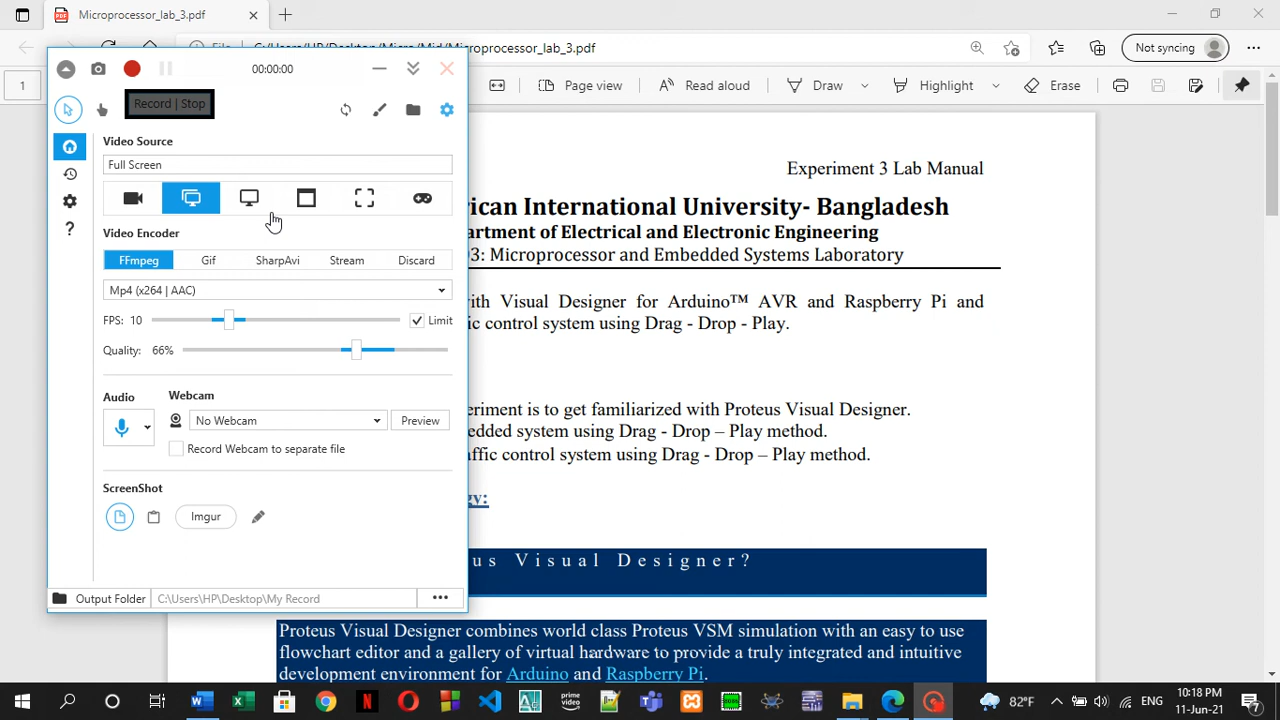 Microprocessor_lab_3.pdf
File
C:/Users/HP/Desktop/Micro/Mid/Microprocessor_lab_3.pdf
Not syncing
1
Page view
Read aloud
Draw
Highlight
Erase
00:00:00
Record | Stop
Video Source
Full Screen
Video Encoder
FFmpeg
Gif
SharpAvi
Stream
Discard
Mp4 (x264 | AAC)
FPS: 10
Limit
Quality: 66%
Audio
Webcam
No Webcam
Preview
Record Webcam to separate file
ScreenShot
Imgur
Output Folder
C:\Users\HP\Desktop\My Record
Experiment 3 Lab Manual
ican International University- Bangladesh
artment of Electrical and Electronic Engineering
3: Microprocessor and Embedded Systems Laboratory
ith Visual Designer for Arduino™ AVR and Raspberry Pi and
ic control system using Drag - Drop - Play.
eriment is to get familiarized with Proteus Visual Designer.
edded system using Drag - Drop – Play method.
affic control system using Drag - Drop – Play method.
gy:
us Visual Designer?
Proteus Visual Designer combines world class Proteus VSM simulation with an easy to use
flowchart editor and a gallery of virtual hardware to provide a truly integrated and intuitive
development environment for Arduino and Raspberry Pi.
82°F
ENG
10:18 PM
11-Jun-21
7